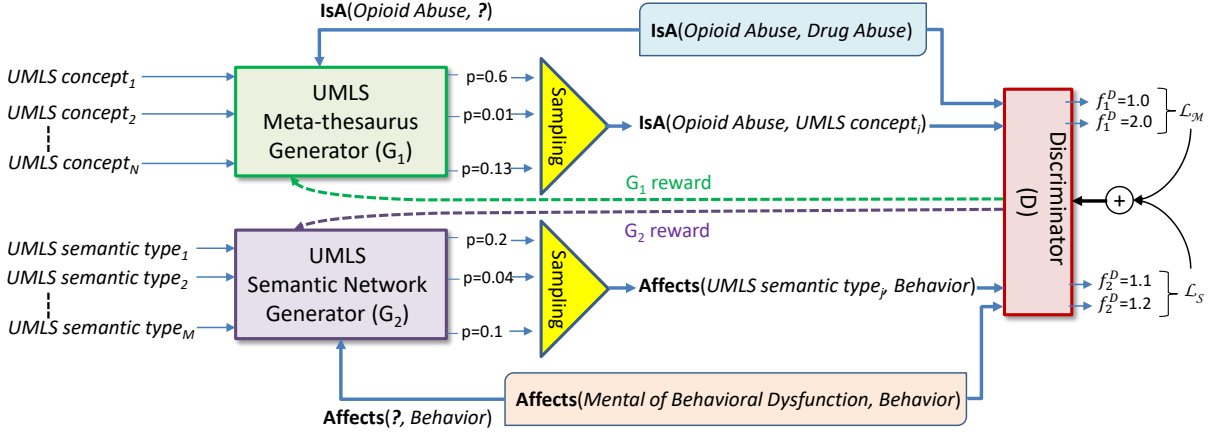 IsA(Opioid Abuse, ?)
IsA(Opioid Abuse, Drug Abuse)
UMLS concept1
UMLS concept2
UMLS conceptN
UMLS
Meta-thesaurus
Generator (G1)
p=0.6
p=0.01
p=0.13
Sampling
IsA(Opioid Abuse, UMLS concepti)
f1D=1.0
f1D=2.0
ℒℳ
G1 reward
G2 reward
Discriminator
(D)
+
UMLS semantic type1
UMLS semantic type2
UMLS semantic typeM
UMLS
Semantic Network
Generator (G2)
p=0.2
p=0.04
p=0.1
Sampling
Affects(UMLS semantic typej, Behavior)
f2D=1.1
f2D=1.2
ℒ𝒮
Affects(?, Behavior)
Affects(Mental of Behavioral Dysfunction, Behavior)